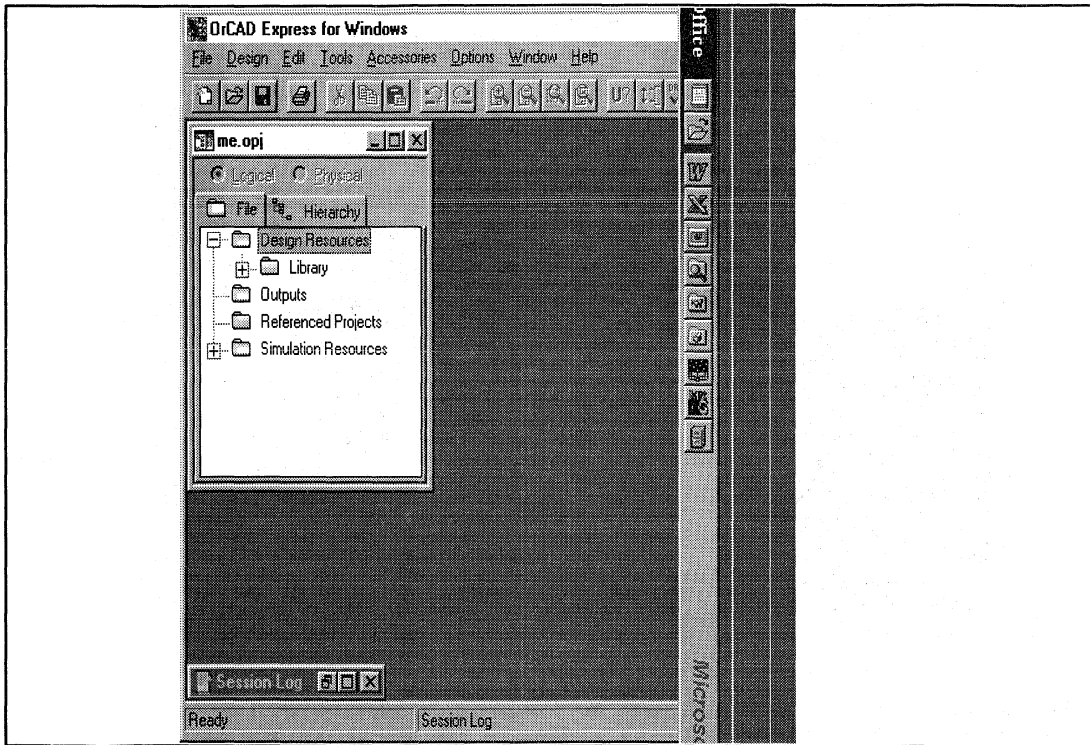 OrCAD Express for Windows
File Design Edit Tools Accessories Options Window Help
U?
me.opj
Logical Physical
File Hierarchy
Design Resources
Library
Outputs
Referenced Projects
Simulation Resources
Session Log
Ready Session Log
Office
Micros